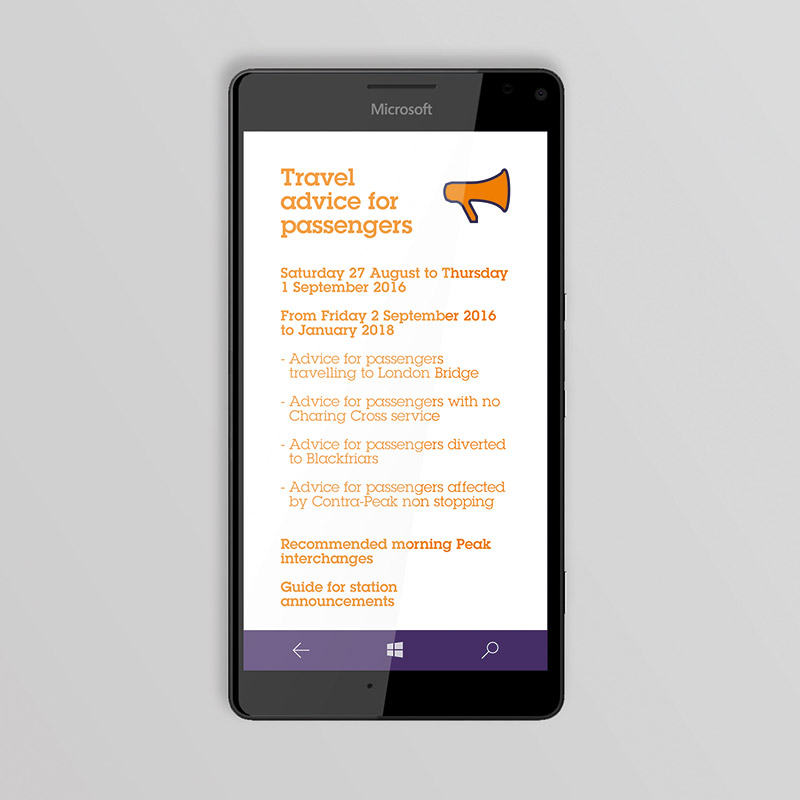 Microsoft
Travel
advice for
passengers
Saturday 27 August to Thursday
1 September 2016
From Friday 2 September 2016
to January 2018
- Advice for passengers
travelling to London Bridge
- Advice for passengers with no
Charing Cross service
- Advice for passengers diverted
to Blackfriars
- Advice for passengers affected
by Contra-Peak non stopping
Recommended morning Peak
interchanges
Guide for station
announcements